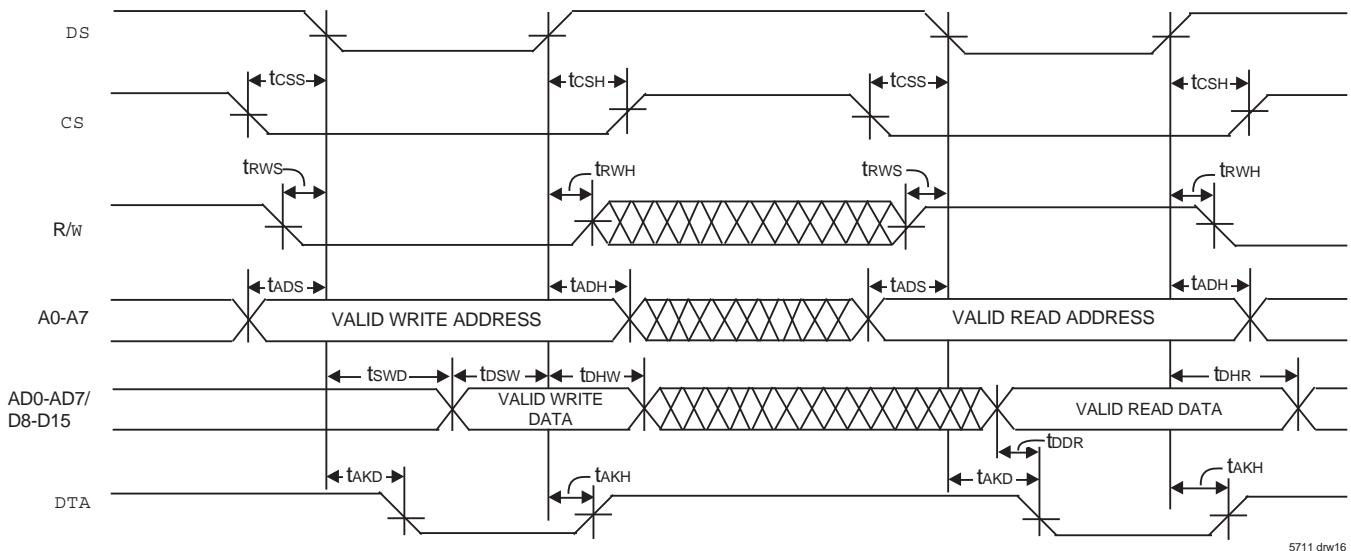 DS
tCSS
tCSH
tCSS
tCSH
CS
tRWS
tRWH
tRWS
tRWH
R/W
tADS
tADH
tADS
tADH
A0-A7
VALID WRITE ADDRESS
VALID READ ADDRESS
tSWD
tDSW
tDHW
tDHR
AD0-AD7/
D8-D15
VALID WRITE
DATA
VALID READ DATA
tDDR
tAKD
tAKH
tAKD
tAKH
DTA
5711 drw16